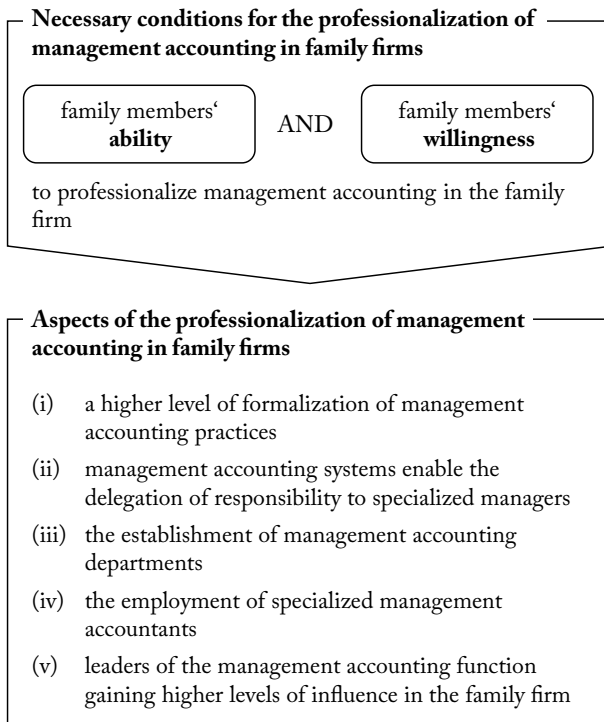 Necessary conditions for the professionalization of
management accounting in family firms
family members‘
ability
AND
family members‘
willingness
to professionalize management accounting in the family
firm
Aspects of the professionalization of management
accounting in family firms
(i) a higher level of formalization of management
accounting practices
(ii) management accounting systems enable the
delegation of responsibility to specialized managers
(iii) the establishment of management accounting
departments
(iv) the employment of specialized management
accountants
(v) leaders of the management accounting function
gaining higher levels of influence in the family firm